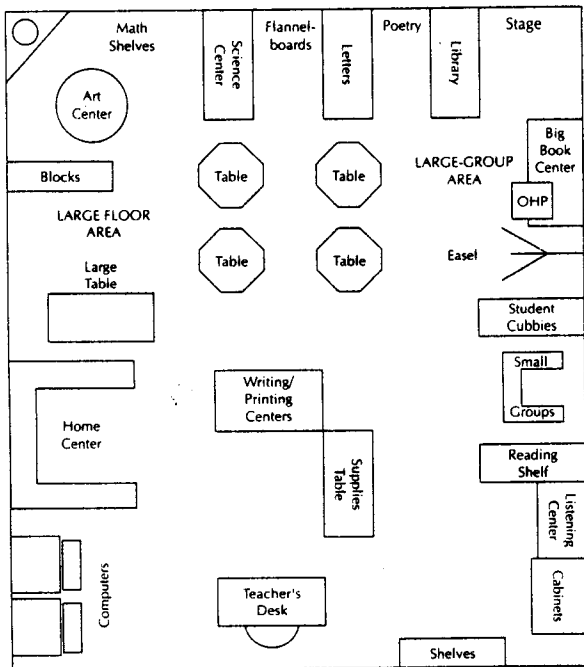 Math
Shelves
Science
Center
Flannel-
boards
Letters
Poetry
Library
Stage
Art
Center
Big
Book
Center
Blocks
Table
Table
LARGE-GROUP
AREA
OHP
LARGE FLOOR
AREA
Table
Table
Easel
Large
Table
Student
Cubbies
Small
Groups
Writing/
Printing
Centers
Home
Center
Supplies
Table
Reading
Shelf
Listening
Center
Computers
Teacher's
Desk
Cabinets
Shelves